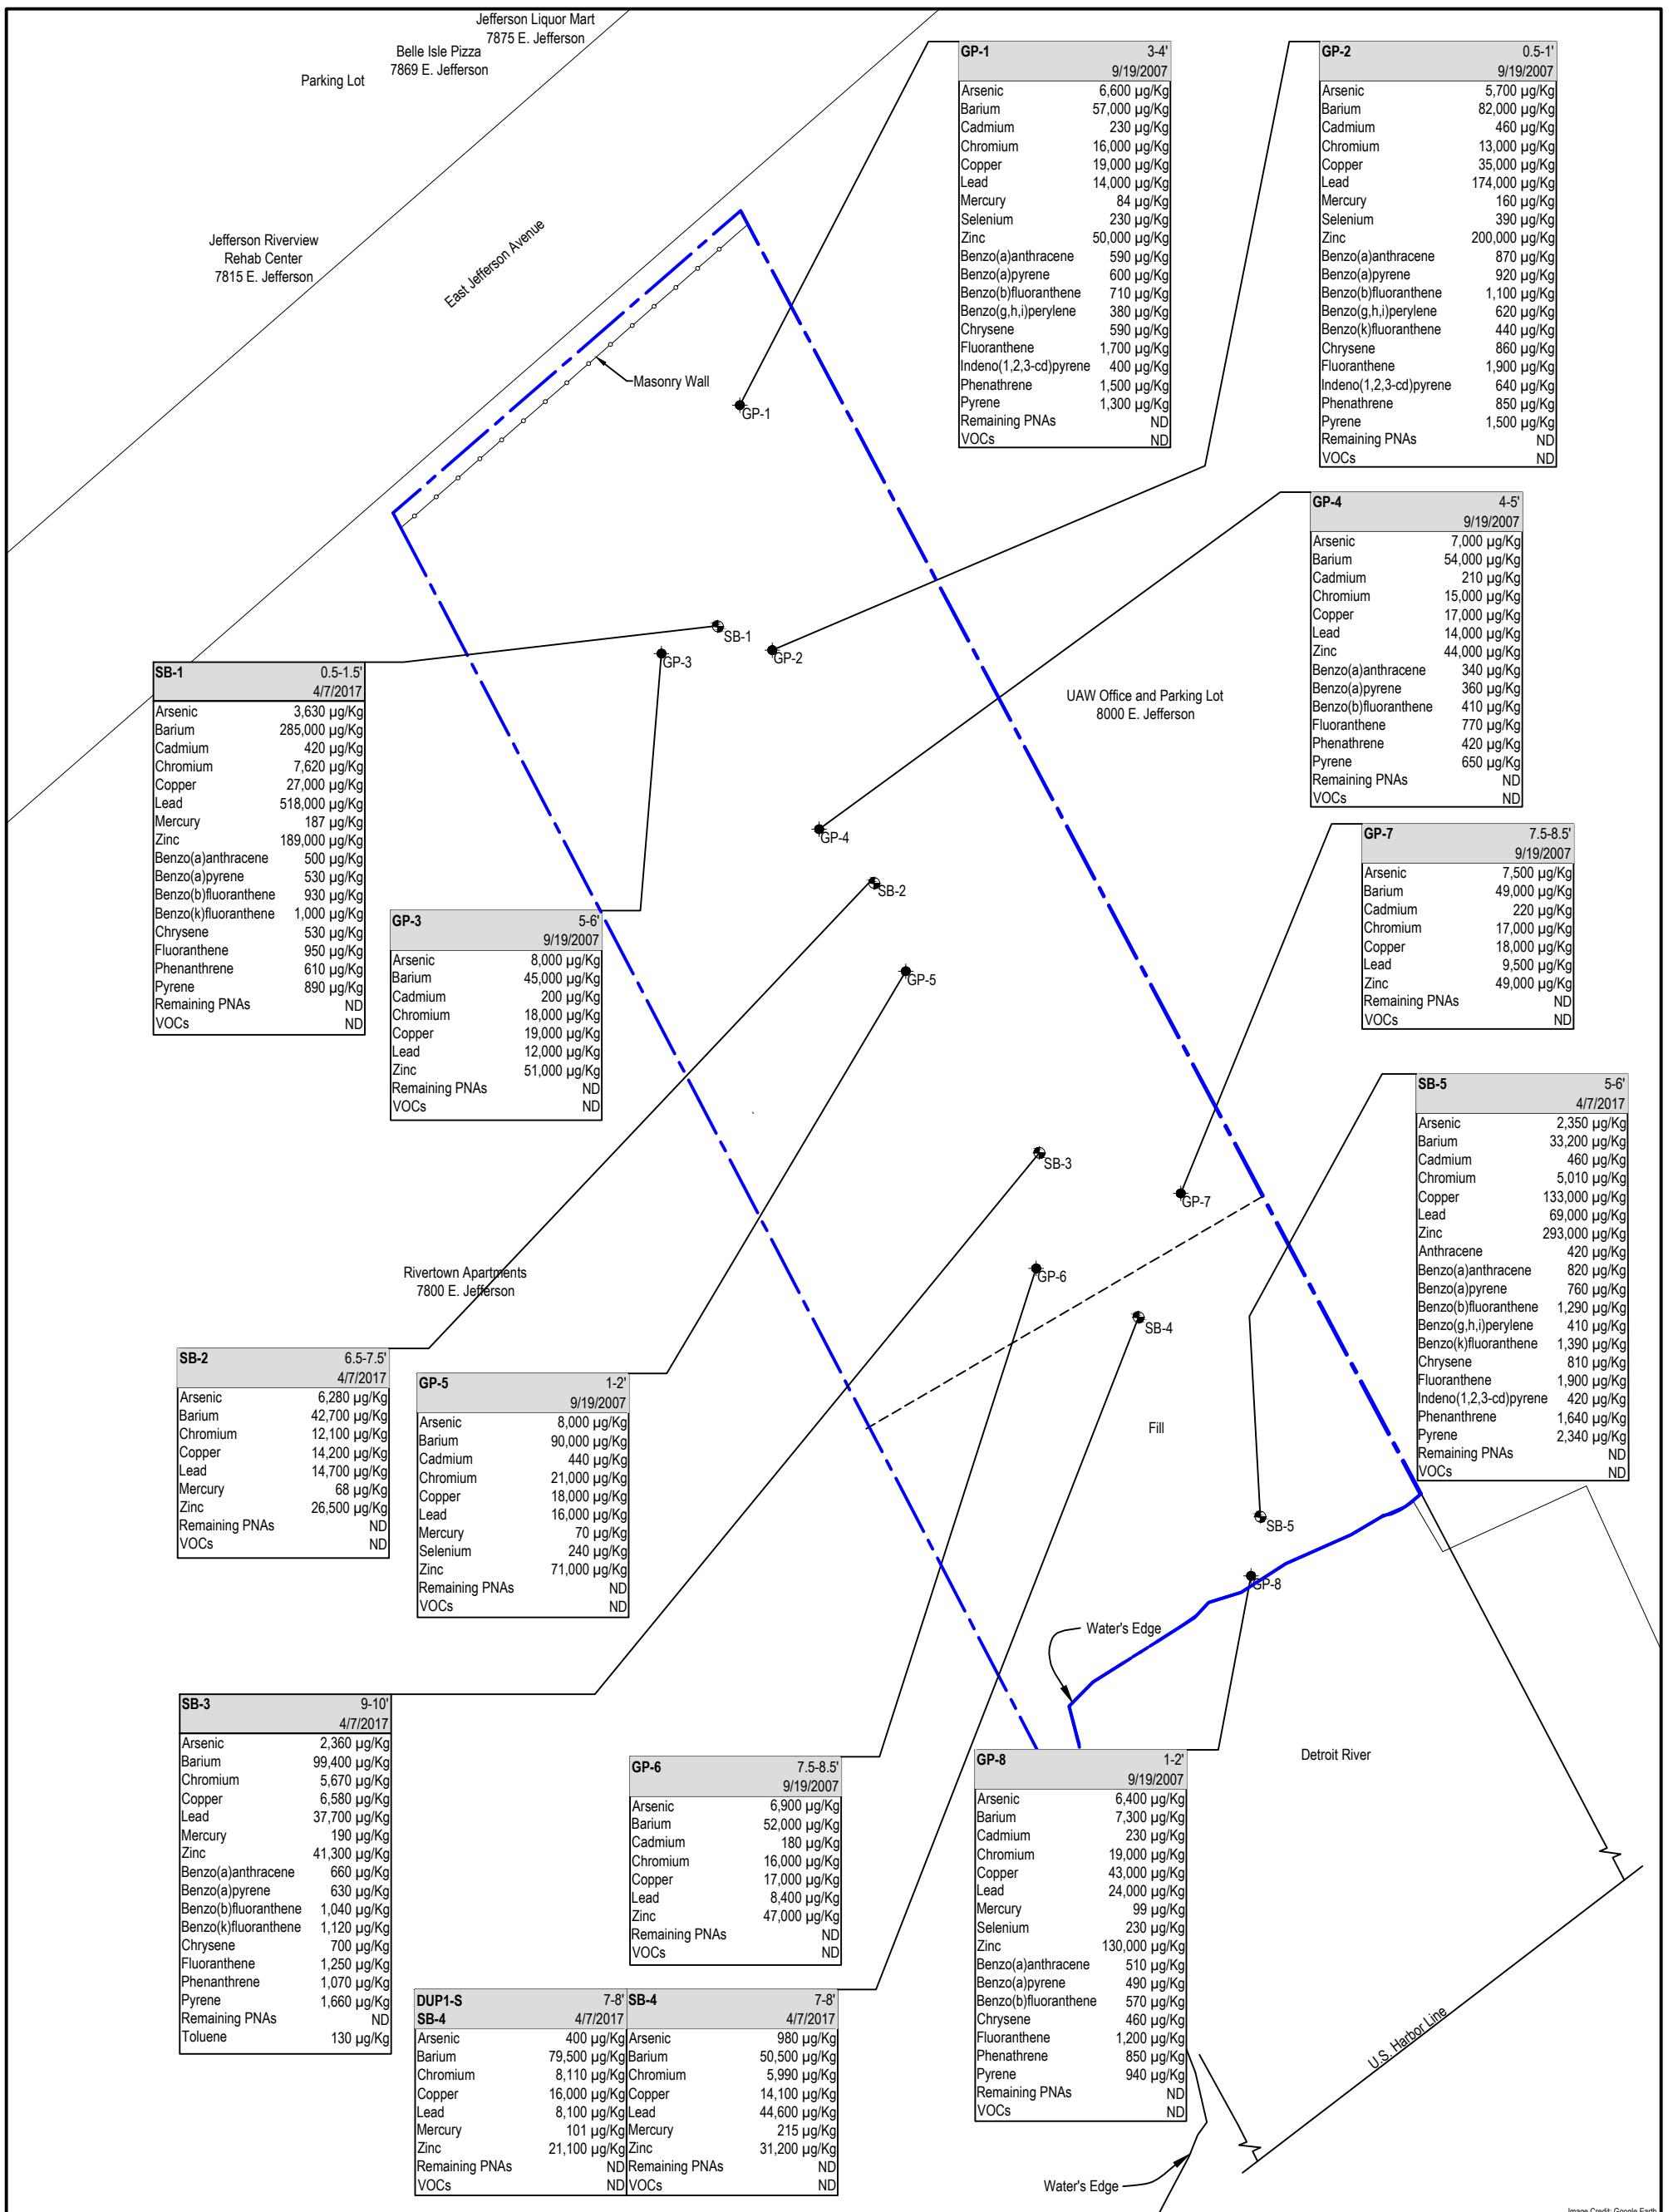 Jefferson Liquor Mart
7875 E. Jefferson
Belle Isle Pizza
7869 E. Jefferson
Parking Lot
Jefferson Riverview
Rehab Center
7815 E. Jefferson
East Jefferson Avenue
Masonry Wall
GP-1
SB-1
GP-2
GP-3
GP-4
SB-2
GP-5
SB-3
GP-7
GP-6
SB-4
SB-5
GP-8
UAW Office and Parking Lot
8000 E. Jefferson
Rivertown Apartments
7800 E. Jefferson
Fill
Water's Edge
Detroit River
U.S. Harbor Line
Water's Edge
GP-1 3-4'
9/19/2007
Arsenic 6,600 µg/Kg
Barium 57,000 µg/Kg
Cadmium 230 µg/Kg
Chromium 16,000 µg/Kg
Copper 19,000 µg/Kg
Lead 14,000 µg/Kg
Mercury 84 µg/Kg
Selenium 230 µg/Kg
Zinc 50,000 µg/Kg
Benzo(a)anthracene 590 µg/Kg
Benzo(a)pyrene 600 µg/Kg
Benzo(b)fluoranthene 710 µg/Kg
Benzo(g,h,i)perylene 380 µg/Kg
Chrysene 590 µg/Kg
Fluoranthene 1,700 µg/Kg
Indeno(1,2,3-cd)pyrene 400 µg/Kg
Phenathrene 1,500 µg/Kg
Pyrene 1,300 µg/Kg
Remaining PNAs ND
VOCs ND
GP-2 0.5-1'
9/19/2007
Arsenic 5,700 µg/Kg
Barium 82,000 µg/Kg
Cadmium 460 µg/Kg
Chromium 13,000 µg/Kg
Copper 35,000 µg/Kg
Lead 174,000 µg/Kg
Mercury 160 µg/Kg
Selenium 390 µg/Kg
Zinc 200,000 µg/Kg
Benzo(a)anthracene 870 µg/Kg
Benzo(a)pyrene 920 µg/Kg
Benzo(b)fluoranthene 1,100 µg/Kg
Benzo(g,h,i)perylene 620 µg/Kg
Benzo(k)fluoranthene 440 µg/Kg
Chrysene 860 µg/Kg
Fluoranthene 1,900 µg/Kg
Indeno(1,2,3-cd)pyrene 640 µg/Kg
Phenathrene 850 µg/Kg
Pyrene 1,500 µg/Kg
Remaining PNAs ND
VOCs ND
GP-4 4-5'
9/19/2007
Arsenic 7,000 µg/Kg
Barium 54,000 µg/Kg
Cadmium 210 µg/Kg
Chromium 15,000 µg/Kg
Copper 17,000 µg/Kg
Lead 14,000 µg/Kg
Zinc 44,000 µg/Kg
Benzo(a)anthracene 340 µg/Kg
Benzo(a)pyrene 360 µg/Kg
Benzo(b)fluoranthene 410 µg/Kg
Fluoranthene 770 µg/Kg
Phenathrene 420 µg/Kg
Pyrene 650 µg/Kg
Remaining PNAs ND
VOCs ND
SB-1 0.5-1.5'
4/7/2017
Arsenic 3,630 µg/Kg
Barium 285,000 µg/Kg
Cadmium 420 µg/Kg
Chromium 7,620 µg/Kg
Copper 27,000 µg/Kg
Lead 518,000 µg/Kg
Mercury 187 µg/Kg
Zinc 189,000 µg/Kg
Benzo(a)anthracene 500 µg/Kg
Benzo(a)pyrene 530 µg/Kg
Benzo(b)fluoranthene 930 µg/Kg
Benzo(k)fluoranthene 1,000 µg/Kg
Chrysene 530 µg/Kg
Fluoranthene 950 µg/Kg
Phenanthrene 610 µg/Kg
Pyrene 890 µg/Kg
Remaining PNAs ND
VOCs ND
GP-3 5-6'
9/19/2007
Arsenic 8,000 µg/Kg
Barium 45,000 µg/Kg
Cadmium 200 µg/Kg
Chromium 18,000 µg/Kg
Copper 19,000 µg/Kg
Lead 12,000 µg/Kg
Zinc 51,000 µg/Kg
Remaining PNAs ND
VOCs ND
GP-7 7.5-8.5'
9/19/2007
Arsenic 7,500 µg/Kg
Barium 49,000 µg/Kg
Cadmium 220 µg/Kg
Chromium 17,000 µg/Kg
Copper 18,000 µg/Kg
Lead 9,500 µg/Kg
Zinc 49,000 µg/Kg
Remaining PNAs ND
VOCs ND
SB-5 5-6'
4/7/2017
Arsenic 2,350 µg/Kg
Barium 33,200 µg/Kg
Cadmium 460 µg/Kg
Chromium 5,010 µg/Kg
Copper 133,000 µg/Kg
Lead 69,000 µg/Kg
Zinc 293,000 µg/Kg
Anthracene 420 µg/Kg
Benzo(a)anthracene 820 µg/Kg
Benzo(a)pyrene 760 µg/Kg
Benzo(b)fluoranthene 1,290 µg/Kg
Benzo(g,h,i)perylene 410 µg/Kg
Benzo(k)fluoranthene 1,390 µg/Kg
Chrysene 810 µg/Kg
Fluoranthene 1,900 µg/Kg
Indeno(1,2,3-cd)pyrene 420 µg/Kg
Phenanthrene 1,640 µg/Kg
Pyrene 2,340 µg/Kg
Remaining PNAs ND
VOCs ND
SB-2 6.5-7.5'
4/7/2017
Arsenic 6,280 µg/Kg
Barium 42,700 µg/Kg
Chromium 12,100 µg/Kg
Copper 14,200 µg/Kg
Lead 14,700 µg/Kg
Mercury 68 µg/Kg
Zinc 26,500 µg/Kg
Remaining PNAs ND
VOCs ND
GP-5 1-2'
9/19/2007
Arsenic 8,000 µg/Kg
Barium 90,000 µg/Kg
Cadmium 440 µg/Kg
Chromium 21,000 µg/Kg
Copper 18,000 µg/Kg
Lead 16,000 µg/Kg
Mercury 70 µg/Kg
Selenium 240 µg/Kg
Zinc 71,000 µg/Kg
Remaining PNAs ND
VOCs ND
SB-3 9-10'
4/7/2017
Arsenic 2,360 µg/Kg
Barium 99,400 µg/Kg
Chromium 5,670 µg/Kg
Copper 6,580 µg/Kg
Lead 37,700 µg/Kg
Mercury 190 µg/Kg
Zinc 41,300 µg/Kg
Benzo(a)anthracene 660 µg/Kg
Benzo(a)pyrene 630 µg/Kg
Benzo(b)fluoranthene 1,040 µg/Kg
Benzo(k)fluoranthene 1,120 µg/Kg
Chrysene 700 µg/Kg
Fluoranthene 1,250 µg/Kg
Phenanthrene 1,070 µg/Kg
Pyrene 1,660 µg/Kg
Remaining PNAs ND
Toluene 130 µg/Kg
GP-6 7.5-8.5'
9/19/2007
Arsenic 6,900 µg/Kg
Barium 52,000 µg/Kg
Cadmium 180 µg/Kg
Chromium 16,000 µg/Kg
Copper 17,000 µg/Kg
Lead 8,400 µg/Kg
Zinc 47,000 µg/Kg
Remaining PNAs ND
VOCs ND
GP-8 1-2'
9/19/2007
Arsenic 6,400 µg/Kg
Barium 7,300 µg/Kg
Cadmium 230 µg/Kg
Chromium 19,000 µg/Kg
Copper 43,000 µg/Kg
Lead 24,000 µg/Kg
Mercury 99 µg/Kg
Selenium 230 µg/Kg
Zinc 130,000 µg/Kg
Benzo(a)anthracene 510 µg/Kg
Benzo(a)pyrene 490 µg/Kg
Benzo(b)fluoranthene 570 µg/Kg
Chrysene 460 µg/Kg
Fluoranthene 1,200 µg/Kg
Phenathrene 850 µg/Kg
Pyrene 940 µg/Kg
Remaining PNAs ND
VOCs ND
DUP1-S 7-8'
SB-4 4/7/2017
Arsenic 400 µg/Kg
Barium 79,500 µg/Kg
Chromium 8,110 µg/Kg
Copper 16,000 µg/Kg
Lead 8,100 µg/Kg
Mercury 101 µg/Kg
Zinc 21,100 µg/Kg
Remaining PNAs ND
VOCs ND
SB-4 7-8'
4/7/2017
Arsenic 980 µg/Kg
Barium 50,500 µg/Kg
Chromium 5,990 µg/Kg
Copper 14,100 µg/Kg
Lead 44,600 µg/Kg
Mercury 215 µg/Kg
Zinc 31,200 µg/Kg
Remaining PNAs ND
VOCs ND
Image Credit: Google Earth